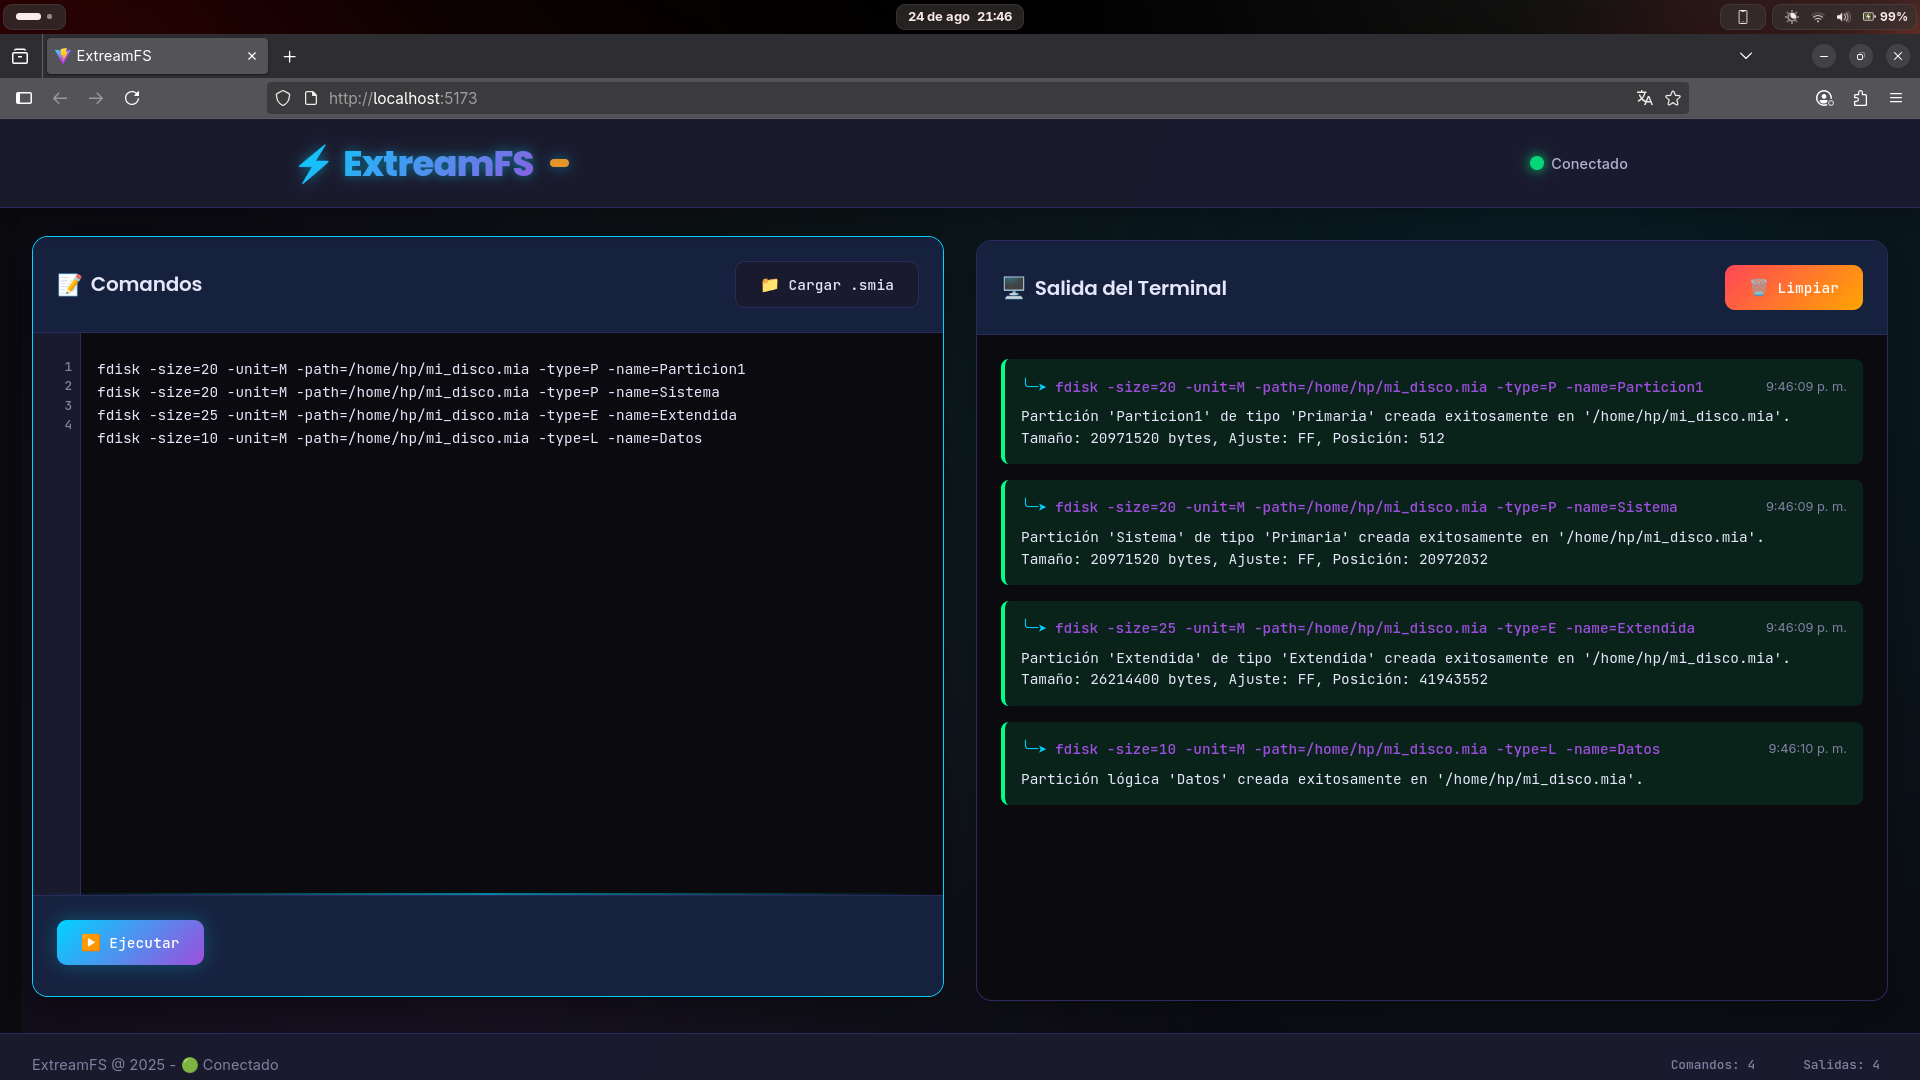 24 de ago 21:46
99%
ExtreamFS
http://localhost:5173
ExtreamFS
Conectado
Comandos
Cargar .smia
1
2
3
4
fdisk -size=20 -unit=M -path=/home/hp/mi_disco.mia -type=P -name=Particion1
fdisk -size=20 -unit=M -path=/home/hp/mi_disco.mia -type=P -name=Sistema
fdisk -size=25 -unit=M -path=/home/hp/mi_disco.mia -type=E -name=Extendida
fdisk -size=10 -unit=M -path=/home/hp/mi_disco.mia -type=L -name=Datos
Ejecutar
Salida del Terminal
Limpiar
fdisk -size=20 -unit=M -path=/home/hp/mi_disco.mia -type=P -name=Particion1 9:46:09 p. m.
Partición 'Particion1' de tipo 'Primaria' creada exitosamente en '/home/hp/mi_disco.mia'.
Tamaño: 20971520 bytes, Ajuste: FF, Posición: 512
fdisk -size=20 -unit=M -path=/home/hp/mi_disco.mia -type=P -name=Sistema 9:46:09 p. m.
Partición 'Sistema' de tipo 'Primaria' creada exitosamente en '/home/hp/mi_disco.mia'.
Tamaño: 20971520 bytes, Ajuste: FF, Posición: 20972032
fdisk -size=25 -unit=M -path=/home/hp/mi_disco.mia -type=E -name=Extendida 9:46:09 p. m.
Partición 'Extendida' de tipo 'Extendida' creada exitosamente en '/home/hp/mi_disco.mia'.
Tamaño: 26214400 bytes, Ajuste: FF, Posición: 41943552
fdisk -size=10 -unit=M -path=/home/hp/mi_disco.mia -type=L -name=Datos 9:46:10 p. m.
Partición lógica 'Datos' creada exitosamente en '/home/hp/mi_disco.mia'.
ExtreamFS @ 2025 - 🟢 Conectado
Comandos: 4 Salidas: 4